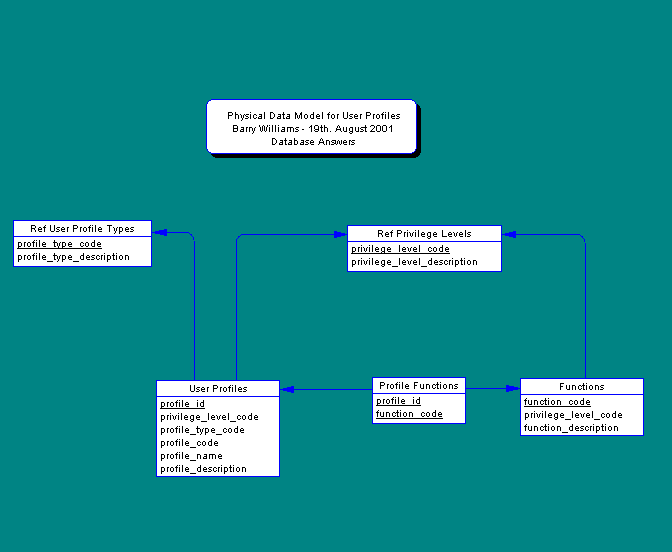 Physical Data Model for User Profiles
Barry Williams - 19th. August 2001
Database Answers
Ref User Profile Types
profile_type_code
profile_type_description
Ref Privilege Levels
privilege_level_code
privilege_level_description
User Profiles
profile_id
privilege_level_code
profile_type_code
profile_code
profile_name
profile_description
Profile Functions
profile_id
function_code
Functions
function_code
privilege_level_code
function_description